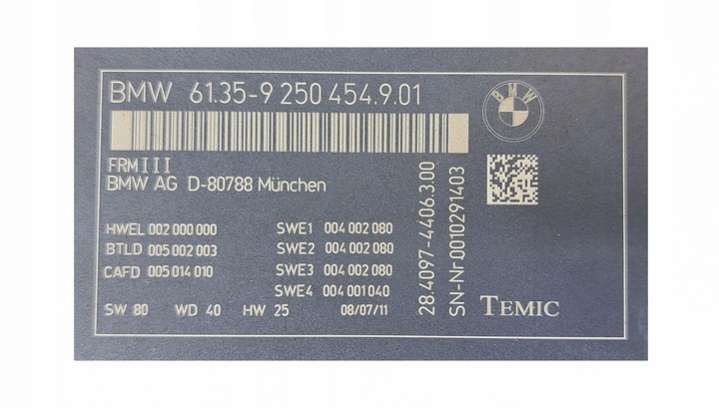 BMW 61.35-9 250 454.9.01
BMW
FRMIII
BMW AG D-80788 München
HWEL 002 000 000
BTLD 005 002 003
CAFD 005 014 010
SWE1 004 002 080
SWE2 004 002 080
SWE3 004 002 080
SWE4 004 001 040
SW 80 WD 40 HW 25 08/07/11
28.4097-4406.3 00
SN-Nr.0010291403
TEMIC